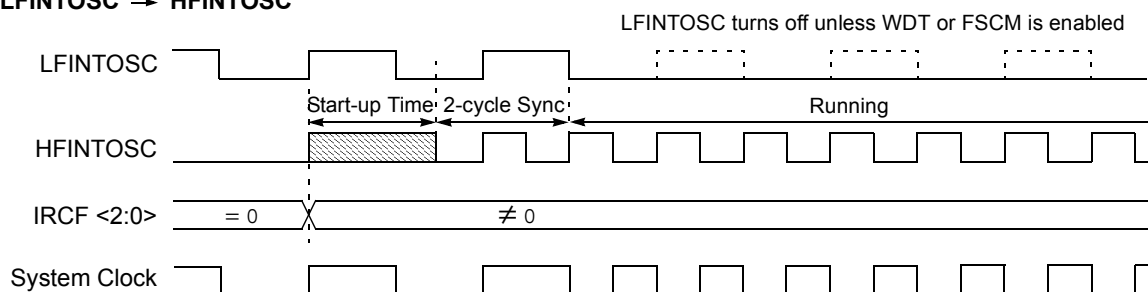 LFINTOSC → HFINTOSC
LFINTOSC turns off unless WDT or FSCM is enabled
LFINTOSC
Start-up Time 2-cycle Sync Running
HFINTOSC
IRCF <2:0> = 0 ≠ 0
System Clock